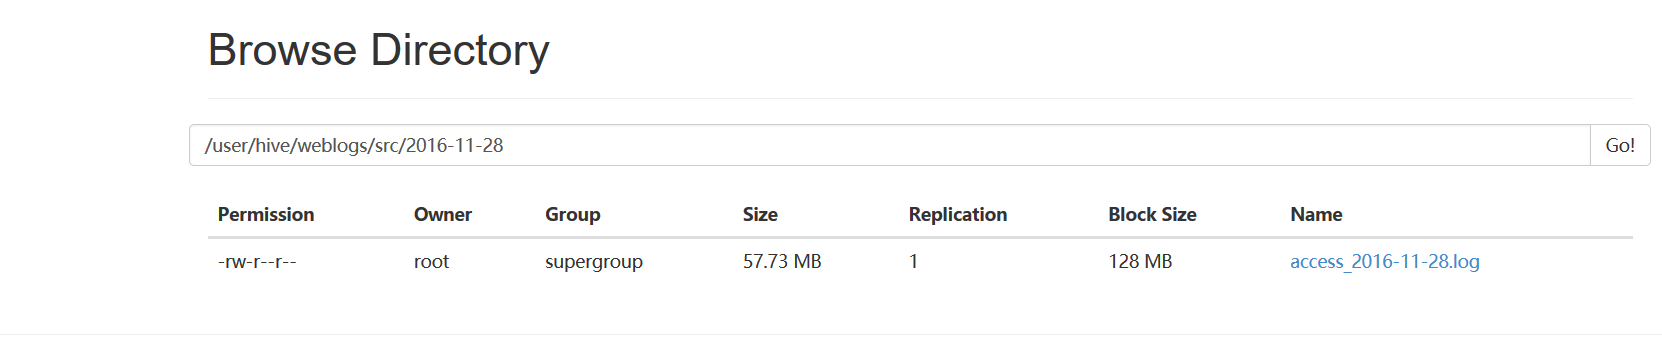 Browse Directory
/user/hive/weblogs/src/2016-11-28 Go!
Permission Owner Group Size Replication Block Size Name
-rw-r--r-- root supergroup 57.73 MB 1 128 MB access_2016-11-28.log